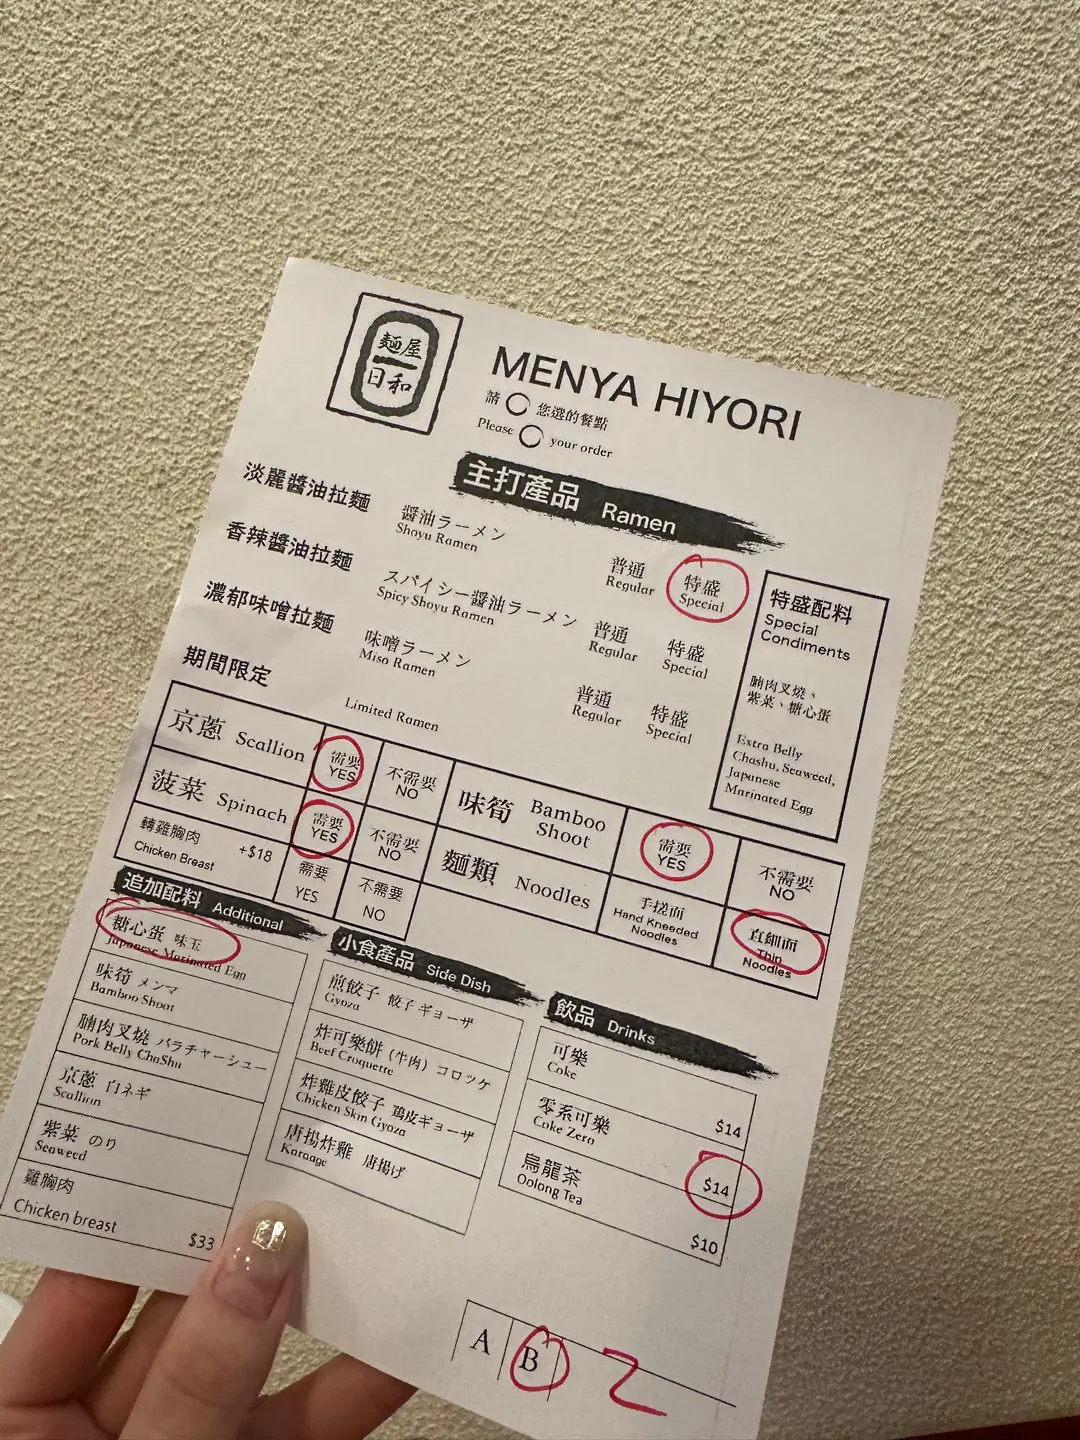 麵屋
日和
MENYA HIYORI
請 您選的餐點
Please your order
主打產品 Ramen
淡麗醬油拉麵 醤油ラーメン
Shoyu Ramen
普通 特盛
Regular Special
香辣醬油拉麵 スパイシー醤油ラーメン
Spicy Shoyu Ramen
普通 特盛
Regular Special
濃郁味噌拉麵 味噌ラーメン
Miso Ramen
普通 特盛
Regular Special
期間限定 Limited Ramen
特盛配料
Special
Condiments
腩肉叉燒、
紫菜、糖心蛋
Extra Belly
Chashu, Seaweed,
Japanese
Marinated Egg
京蔥 Scallion 需要 YES 不需要 NO
味筍 Bamboo Shoot 需要 YES 不需要 NO
菠菜 Spinach 需要 YES 不需要 NO
麵類 Noodles 手搓面 Hand Kneeded Noodles 直細面 Thin Noodles
轉雞胸肉 Chicken Breast +$18 需要 YES 不需要 NO
追加配料 Additional
糖心蛋 味玉
Japanese Marinated Egg
味筍 メンマ
Bamboo Shoot
腩肉叉燒 バラチャーシュー
Pork Belly ChaShu
京蔥 白ネギ
Scallion
紫菜 のり
Seaweed
雞胸肉
Chicken breast $33
小食產品 Side Dish
煎餃子 餃子 ギョーザ
Gyoza
炸可樂餅 (牛肉) コロッケ
Beef Croquette
炸雞皮餃子 鶏皮ギョーザ
Chicken Skin Gyoza
唐揚炸雞 唐揚げ
Karaage
飲品 Drinks
可樂
Coke $14
零系可樂
Coke Zero $14
烏龍茶
Oolong Tea $10
A B 2